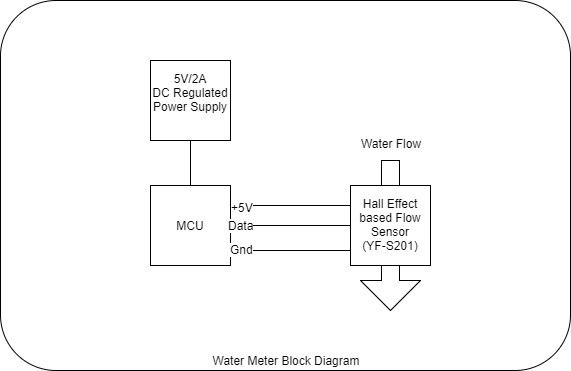 5V/2A
DC Regulated
Power Supply
Water Flow
MCU
+5V
Data
Gnd
Hall Effect
based Flow
Sensor
(YF-S201)
Water Meter Block Diagram